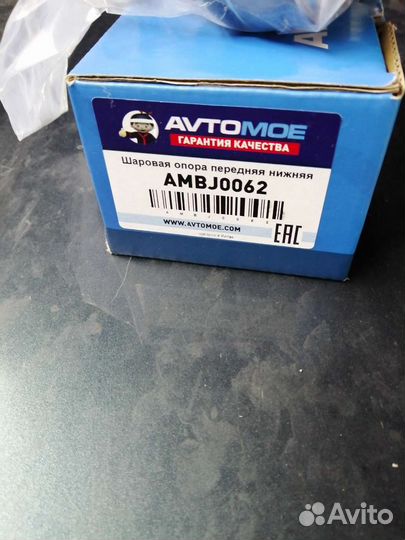 AVTOMOE
ГАРАНТИЯ КАЧЕСТВА
Шаровая опора передняя нижняя
AMBJ0062
WWW.AVTOMOE.COM
EAC
Avito